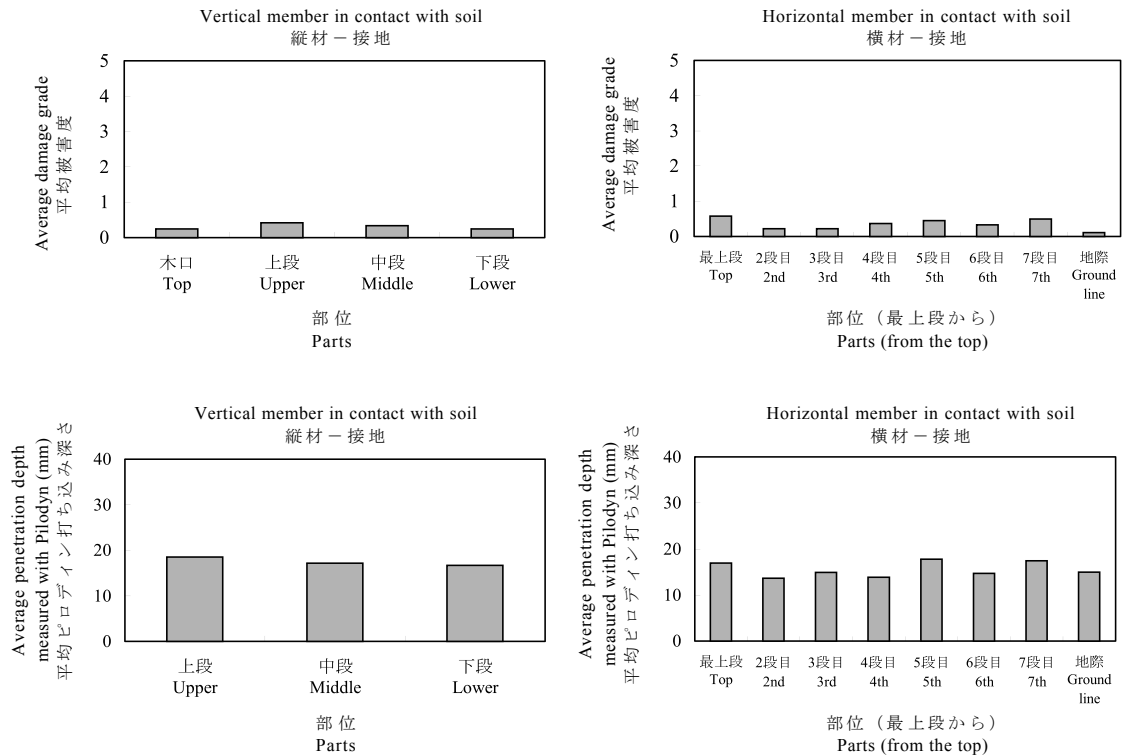 Vertical member in contact with soil
縦材－接地
Average damage grade
平均被害度
5
4
3
2
1
0
木口 上段 中段 下段
Top Upper Middle Lower
部位
Parts
Horizontal member in contact with soil
横材－接地
Average damage grade
平均被害度
5
4
3
2
1
0
最上段 2段目 3段目 4段目 5段目 6段目 7段目 地際
Top 2nd 3rd 4th 5th 6th 7th Ground
line
部位（最上段から）
Parts (from the top)
Vertical member in contact with soil
縦材－接地
Average penetration depth
measured with Pilodyn (mm)
平均ピロディン打ち込み深さ
40
30
20
10
0
上段 中段 下段
Upper Middle Lower
部位
Parts
Horizontal member in contact with soil
横材－接地
Average penetration depth
measured with Pilodyn (mm)
平均ピロディン打ち込み深さ
40
30
20
10
0
最上段 2段目 3段目 4段目 5段目 6段目 7段目 地際
Top 2nd 3rd 4th 5th 6th 7th Ground
line
部位（最上段から）
Parts (from the top)